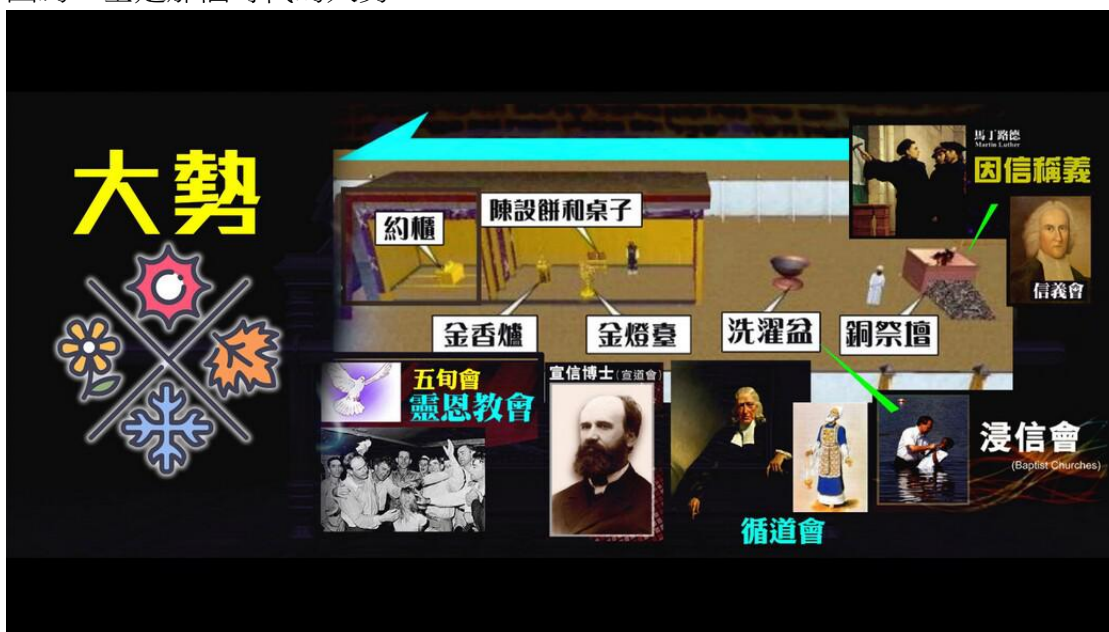 大勢
約櫃
陳設餅和桌子
金香爐
金燈臺
洗濯盆
銅祭壇
馬丁路德
Martin Luther
因信稱義
信義會
五旬會
靈恩教會
宣信博士(宣道會)
循道會
浸信會
(Baptist Churches)